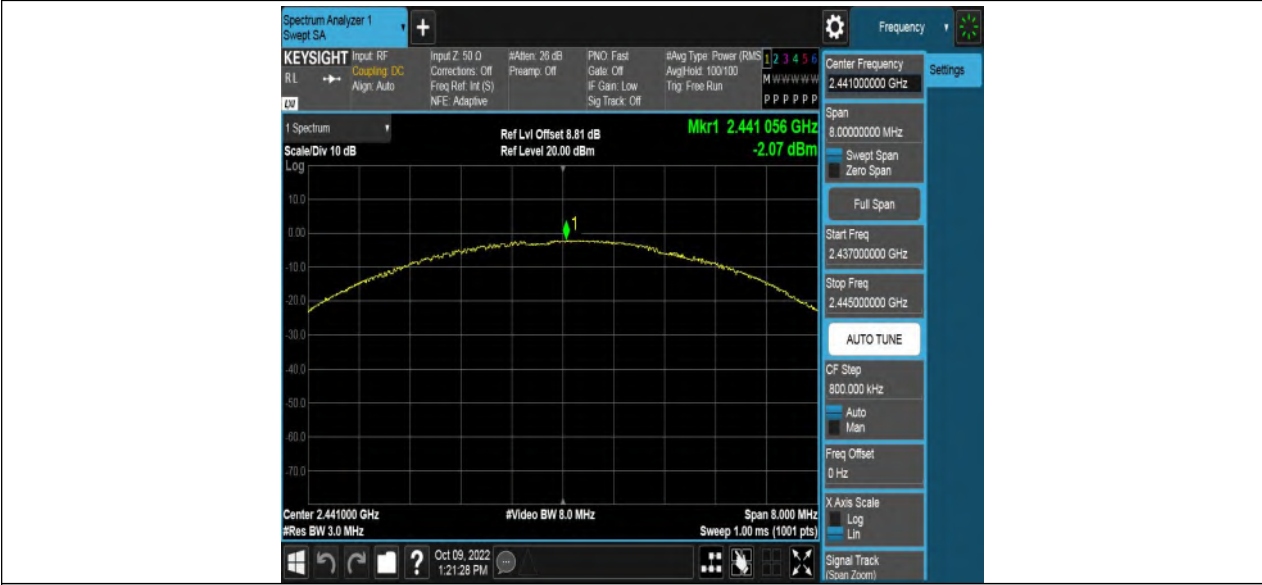 Spectrum Analyzer 1
Swept SA
+
Frequency
KEYSIGHT
RL
LXI
Input: RF
Coupling: DC
Align: Auto
Input Z: 50 Ω
Corrections: Off
Freq Ref: Int (S)
NFE: Adaptive
#Atten: 26 dB
Preamp: Off
PNO: Fast
Gate: Off
IF Gain: Low
Sig Track: Off
#Avg Type: Power (RMS
Avg|Hold: 100/100
Trig: Free Run
1 2 3 4 5 6
M W W W W W
P P P P P P
1 Spectrum
Scale/Div 10 dB
Log
Ref Lvl Offset 8.81 dB
Ref Level 20.00 dBm
Mkr1 2.441 056 GHz
-2.07 dBm
10.0
0.00
-10.0
-20.0
-30.0
-40.0
-50.0
-60.0
-70.0
1
Center 2.441000 GHz
#Res BW 3.0 MHz
#Video BW 8.0 MHz
Span 8.000 MHz
Sweep 1.00 ms (1001 pts)
Center Frequency
2.441000000 GHz
Settings
Span
8.00000000 MHz
Swept Span
Zero Span
Full Span
Start Freq
2.437000000 GHz
Stop Freq
2.445000000 GHz
AUTO TUNE
CF Step
800.000 kHz
Auto
Man
Freq Offset
0 Hz
X Axis Scale
Log
Lin
Signal Track
(Span Zoom)
?
Oct 09, 2022
1:21:28 PM